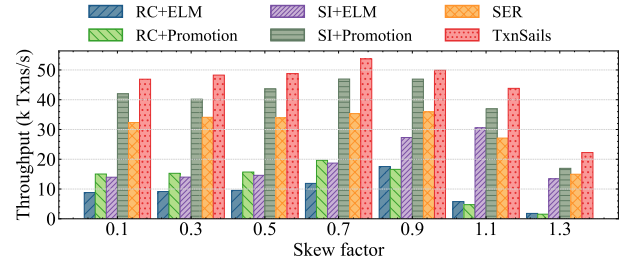 RC+ELM SI+ELM SER
RC+Promotion SI+Promotion TxnSails
Throughput (k Txns/s)
50
40
30
20
10
0
0.1 0.3 0.5 0.7 0.9 1.1 1.3
Skew factor